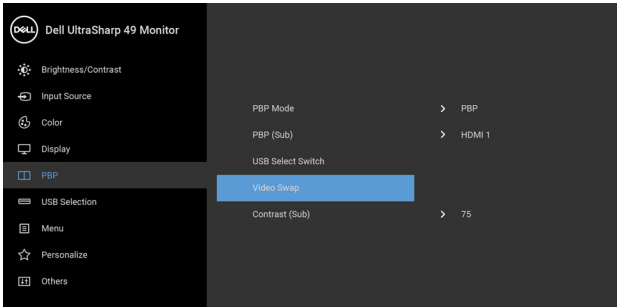 DELL Dell UltraSharp 49 Monitor
Brightness/Contrast
Input Source
Color
Display
PBP
USB Selection
Menu
Personalize
Others
PBP Mode > PBP
PBP (Sub) > HDMI 1
USB Select Switch
Video Swap
Contrast (Sub) > 75